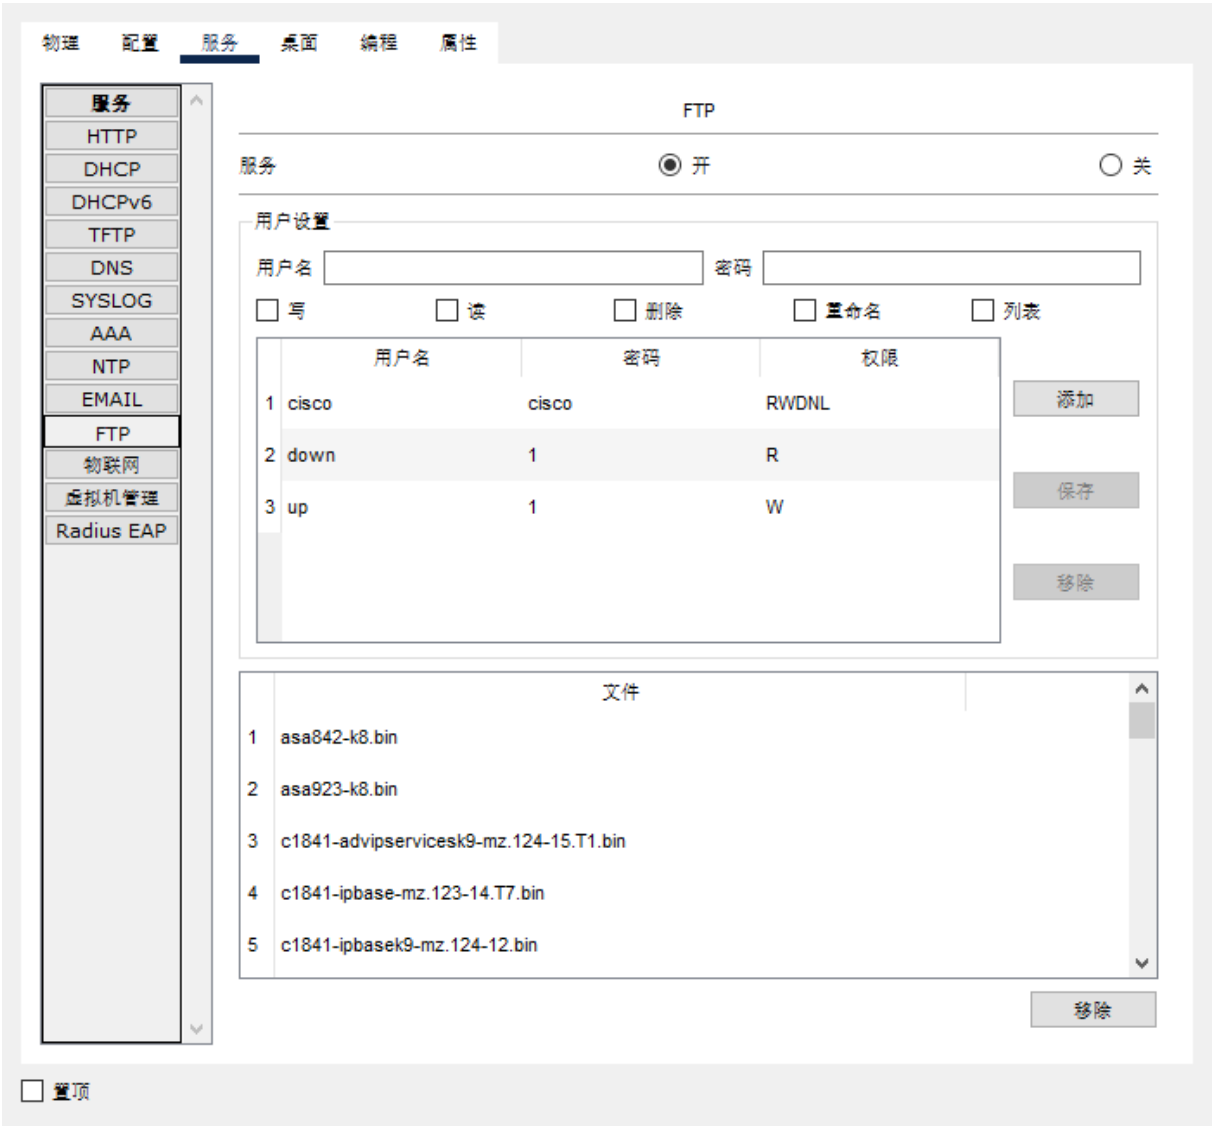 物理 配置 服务 桌面 编程 属性
服务
HTTP
DHCP
DHCPv6
TFTP
DNS
SYSLOG
AAA
NTP
EMAIL
FTP
物联网
虚拟机管理
Radius EAP
FTP
服务 开 关
用户设置
用户名 密码
写 读 删除 重命名 列表
用户名 密码 权限
1 cisco cisco RWDNL
2 down 1 R
3 up 1 W
添加
保存
移除
文件
1 asa842-k8.bin
2 asa923-k8.bin
3 c1841-advipservicesk9-mz.124-15.T1.bin
4 c1841-ipbase-mz.123-14.T7.bin
5 c1841-ipbasek9-mz.124-12.bin
移除
置顶